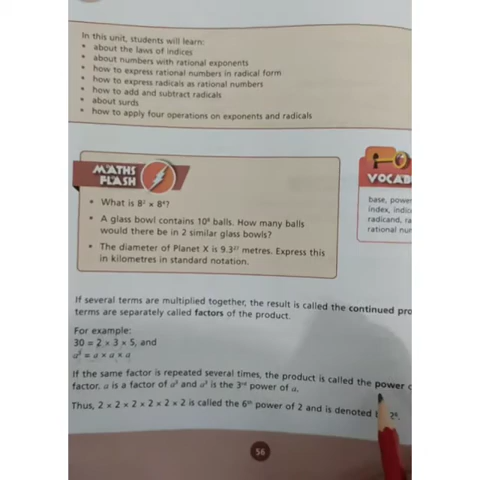 In this unit, students will learn:
• about the laws of indices
• about numbers with rational exponents
• how to express rational numbers in radical form
• how to express radicals as rational numbers
• how to add and subtract radicals
• about surds
• how to apply four operations on exponents and radicals
MATHS
FLASH
• What is 8² × 8⁴?
• A glass bowl contains 10⁶ balls. How many balls
would there be in 2 similar glass bowls?
• The diameter of Planet X is 9.3²⁷ metres. Express this
in kilometres in standard notation.
VOCAB
base, power
index, indic
radicand, ra
rational nu
If several terms are multiplied together, the result is called the continued pro
terms are separately called factors of the product.
For example:
30 = 2 × 3 × 5, and
a³ = a × a × a
If the same factor is repeated several times, the product is called the power
factor, a is a factor of a³ and a³ is the 3rd power of a.
Thus, 2 × 2 × 2 × 2 × 2 × 2 is called the 6th power of 2 and is denoted 2⁶.
56